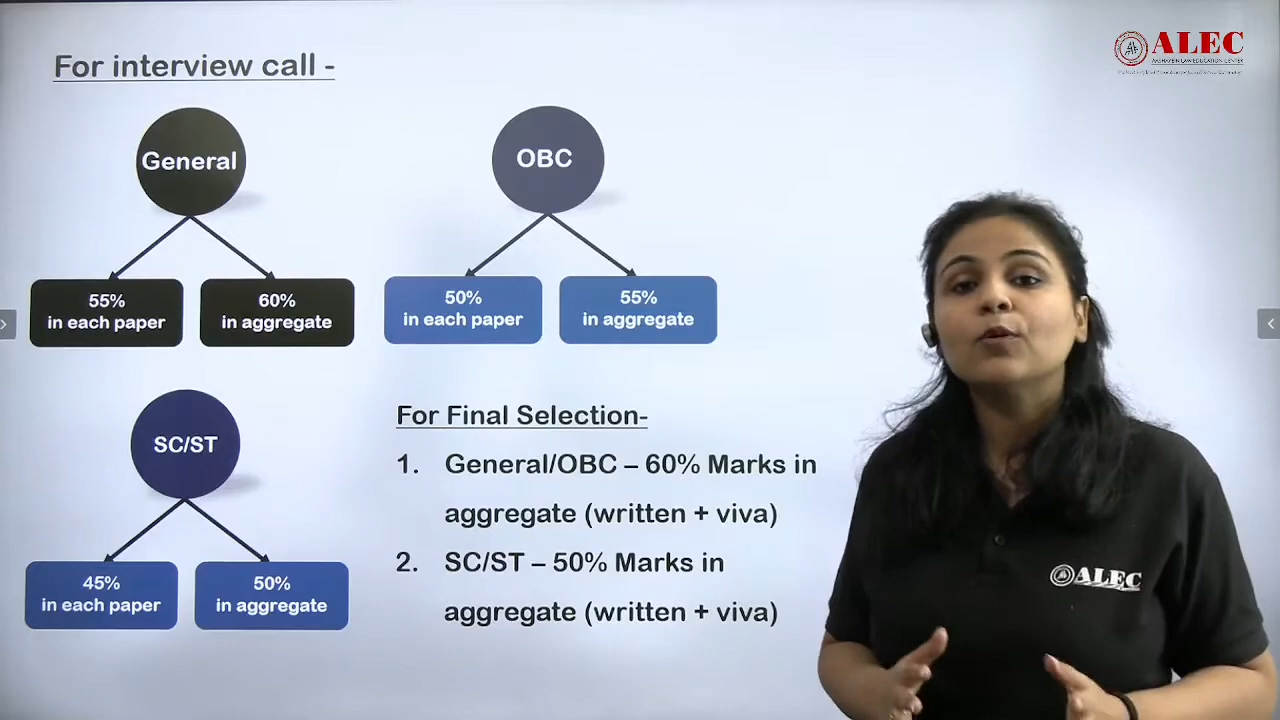 For interview call -
ALEC
General
OBC
55%
in each paper
60%
in aggregate
50%
in each paper
55%
in aggregate
SC/ST
45%
in each paper
50%
in aggregate
For Final Selection-
1. General/OBC – 60% Marks in
aggregate (written + viva)
2. SC/ST – 50% Marks in
aggregate (written + viva)
ALEC